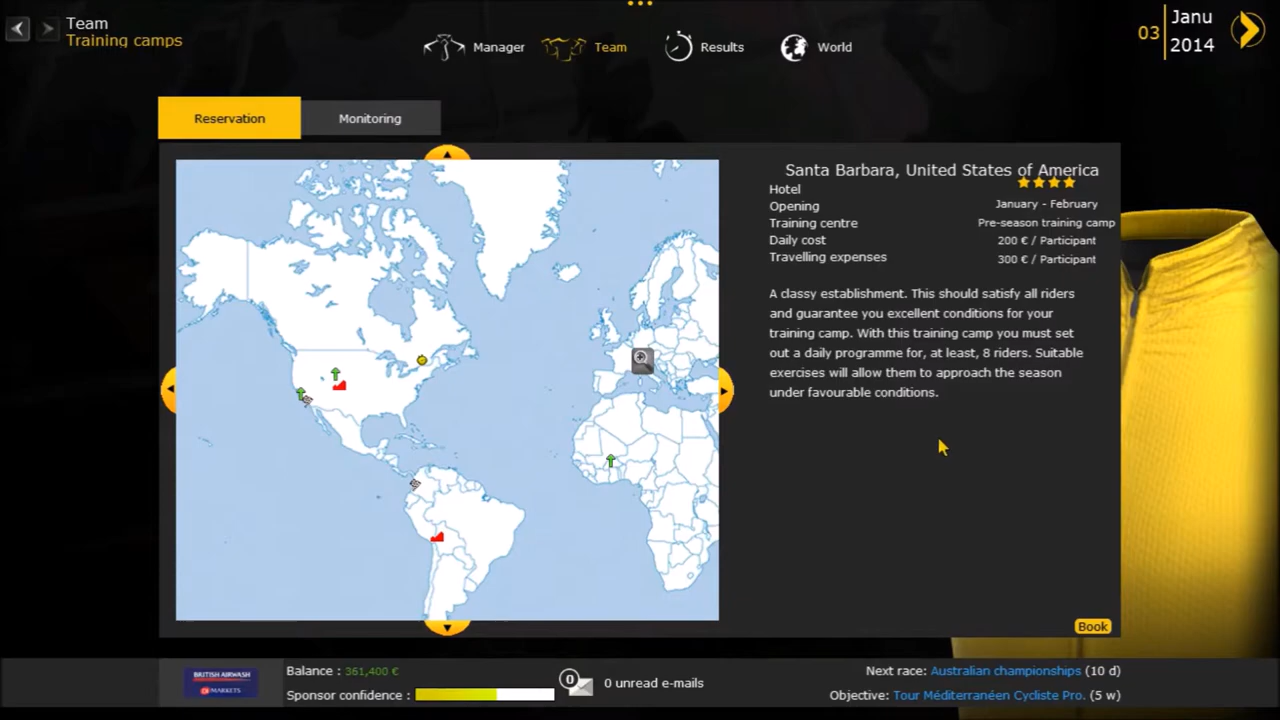 Team
Training camps
Manager
Team
Results
World
03
Janu
2014
Reservation
Monitoring
Santa Barbara, United States of America
Hotel
Opening January - February
Training centre Pre-season training camp
Daily cost 200 € / Participant
Travelling expenses 300 € / Participant
A classy establishment. This should satisfy all riders
and guarantee you excellent conditions for your
training camp. With this training camp you must set
out a daily programme for, at least, 8 riders. Suitable
exercises will allow them to approach the season
under favourable conditions.
Book
BRITISH AIRWASH
MARKETS
Balance : 361,400 €
Sponsor confidence :
0
0 unread e-mails
Next race: Australian championships (10 d)
Objective: Tour Méditerranéen Cycliste Pro. (5 w)